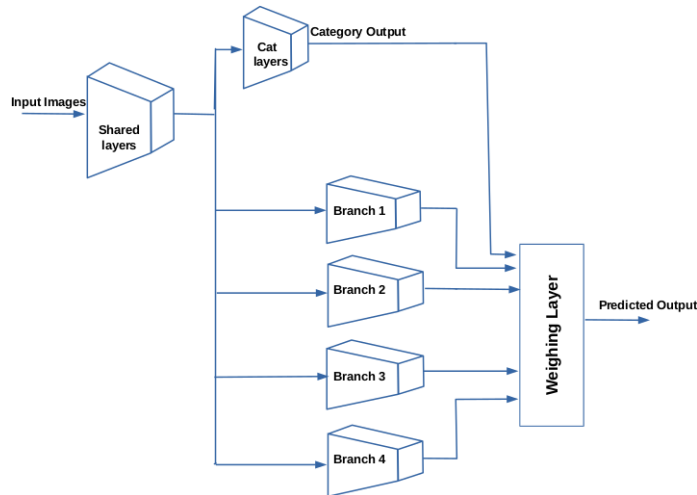 Category Output
Cat
layers
Input Images
Shared
layers
Branch 1
Branch 2
Branch 3
Branch 4
Weighing Layer
Predicted Output